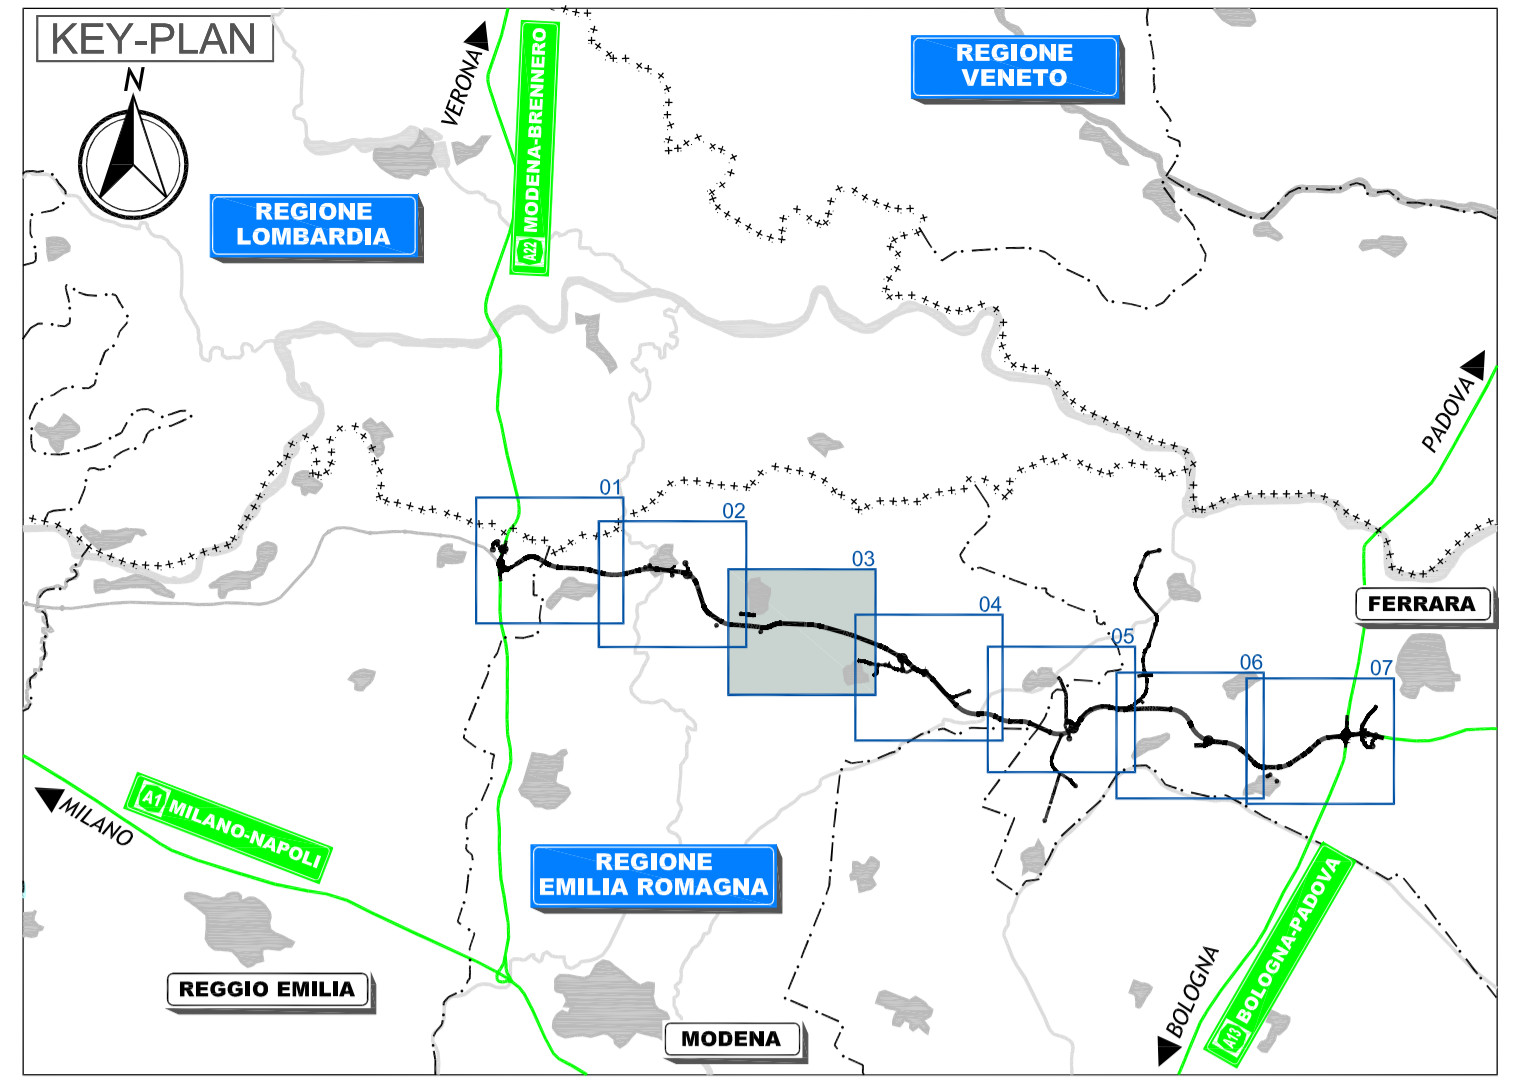 KEY-PLAN
N
VERONA
A22 MODENA-BRENNERO
REGIONE
VENETO
REGIONE
LOMBARDIA
PADOVA
01
02
03
04
05
06
07
FERRARA
MILANO
A1 MILANO-NAPOLI
REGIONE
EMILIA ROMAGNA
REGGIO EMILIA
MODENA
BOLOGNA
A13 BOLOGNA-PADOVA